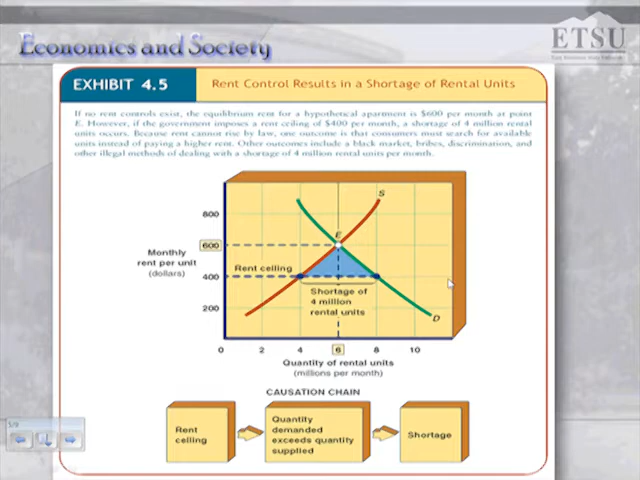 Economics and Society
ETSU
EXHIBIT 4.5
Rent Control Results in a Shortage of Rental Units
If no rent controls exist, the equilibrium rent for a hypothetical apartment is $600 per month at point
E. However, if the government imposes a rent ceiling of $400 per month, a shortage of 4 million rental
units occurs. Because rent cannot rise by law, one outcome is that consumers must search for available
units instead of paying a higher rent. Other outcomes include a black market, bribes, discrimination, and
other illegal methods of dealing with a shortage of 4 million rental units per month.
S
800
E
600
Monthly
rent per unit
(dollars)
Rent ceiling
400
Shortage of
4 million
rental units
200
D
0 2 4 6 8 10
Quantity of rental units
(millions per month)
CAUSATION CHAIN
Rent
ceiling
Quantity
demanded
exceeds quantity
supplied
Shortage